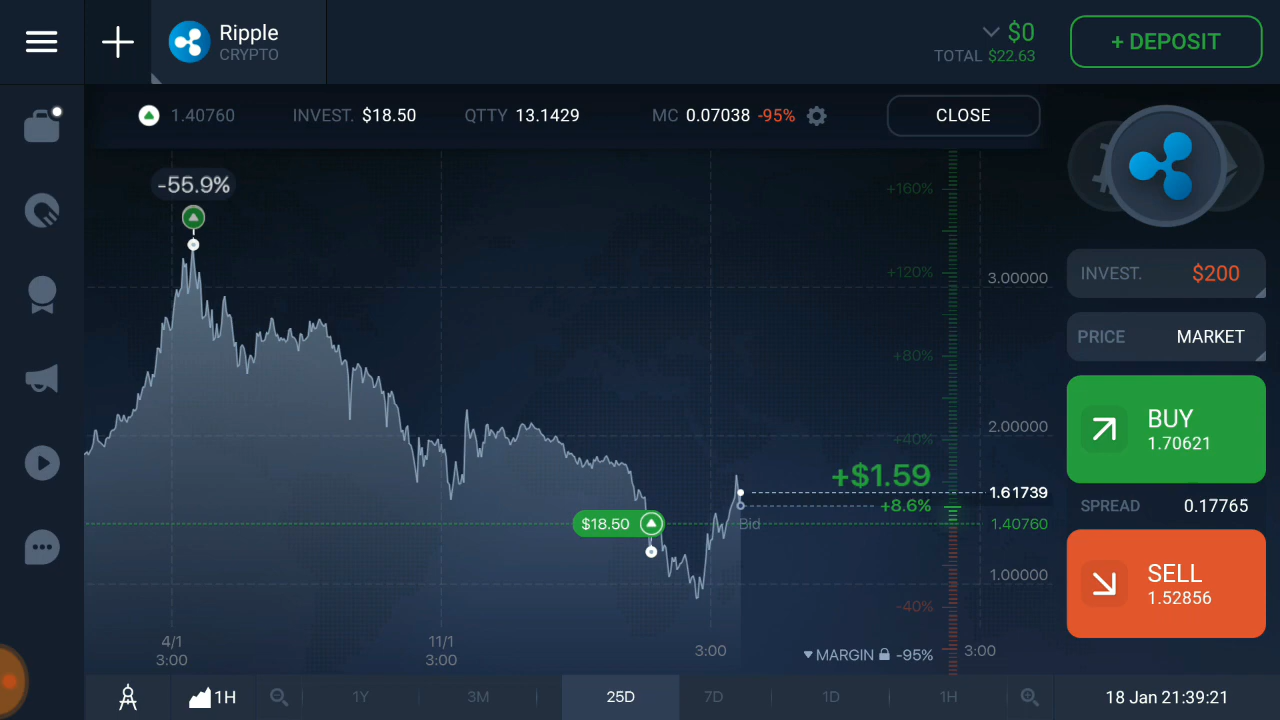 Ripple
CRYPTO
$0
TOTAL $22.63
+ DEPOSIT
1.40760
INVEST. $18.50
QTTY 13.1429
MC 0.07038 -95%
CLOSE
-55.9%
+160%
+120%
3.00000
+80%
+40%
2.00000
+$1.59
+8.6%
1.61739
Bid
$18.50
1.40760
1.00000
-40%
4/1
3:00
11/1
3:00
3:00
3:00
MARGIN -95%
INVEST. $200
PRICE MARKET
BUY
1.70621
SPREAD 0.17765
SELL
1.52856
1H
1Y
3M
25D
7D
1D
1H
18 Jan 21:39:21